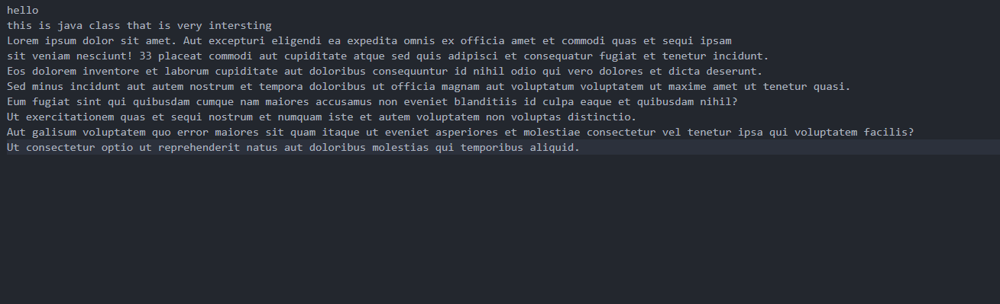 hello
this is java class that is very intersting
Lorem ipsum dolor sit amet. Aut excepturi eligendi ea expedita omnis ex officia amet et commodi quas et sequi ipsam
sit veniam nesciunt! 33 placeat commodi aut cupiditate atque sed quis adipisci et consequatur fugiat et tenetur incidunt.
Eos dolorem inventore et laborum cupiditate aut doloribus consequuntur id nihil odio qui vero dolores et dicta deserunt.
Sed minus incidunt aut autem nostrum et tempora doloribus ut officia magnam aut voluptatum voluptatem ut maxime amet ut tenetur quasi.
Eum fugiat sint qui quibusdam cumque nam maiores accusamus non eveniet blanditiis id culpa eaque et quibusdam nihil?
Ut exercitationem quas et sequi nostrum et numquam iste et autem voluptatem non voluptas distinctio.
Aut galisum voluptatem quo error maiores sit quam itaque ut eveniet asperiores et molestiae consectetur vel tenetur ipsa qui voluptatem facilis?
Ut consectetur optio ut reprehenderit natus aut doloribus molestias qui temporibus aliquid.